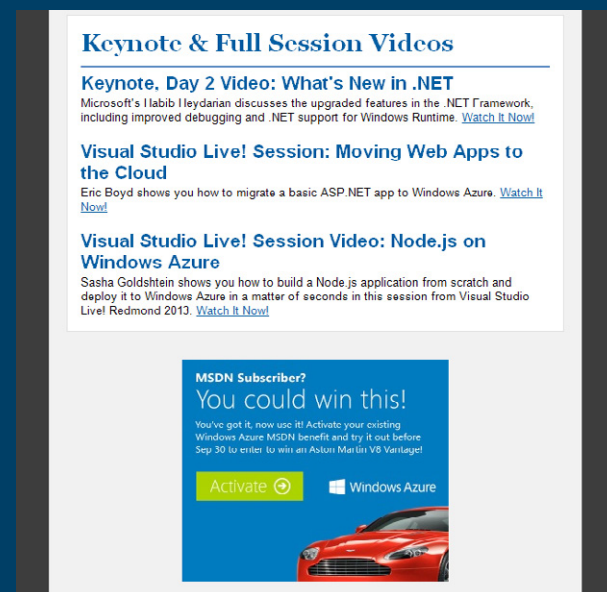 Keynote & Full Session Videos
Keynote, Day 2 Video: What's New in .NET
Microsoft's Habib Heydarian discusses the upgraded features in the .NET Framework,
including improved debugging and .NET support for Windows Runtime. Watch It Now!
Visual Studio Live! Session: Moving Web Apps to
the Cloud
Eric Boyd shows you how to migrate a basic ASP.NET app to Windows Azure. Watch It
Now!
Visual Studio Live! Session Video: Node.js on
Windows Azure
Sasha Goldshtein shows you how to build a Node.js application from scratch and
deploy it to Windows Azure in a matter of seconds in this session from Visual Studio
Live! Redmond 2013. Watch It Now!
MSDN Subscriber?
You could win this!
You've got it, now use it! Activate your existing
Windows Azure MSDN benefit and try it out before
Sep 30 to enter to win an Aston Martin V8 Vantage!
Activate
Windows Azure